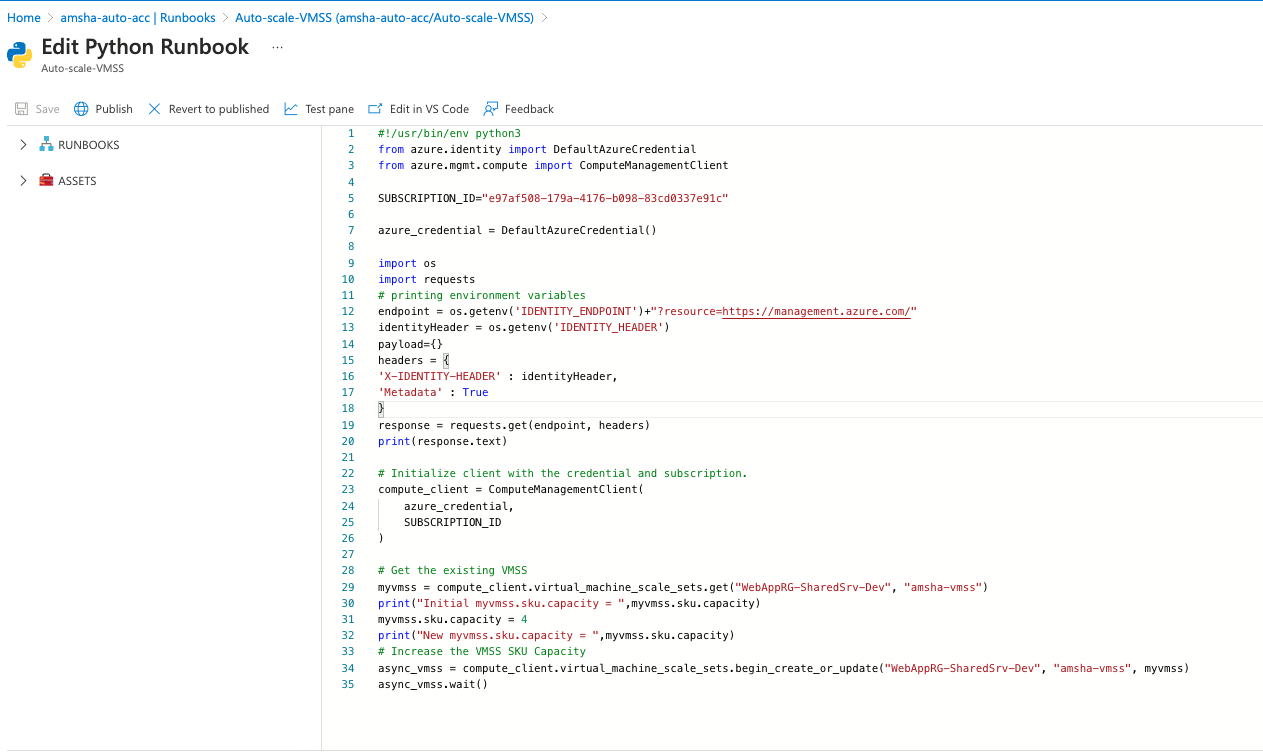 Home > amsha-auto-acc | Runbooks > Auto-scale-VMSS (amsha-auto-acc/Auto-scale-VMSS) >
Edit Python Runbook ...
Auto-scale-VMSS
Save Publish Revert to published Test pane Edit in VS Code Feedback
> RUNBOOKS
> ASSETS
1 #!/usr/bin/env python3
2 from azure.identity import DefaultAzureCredential
3 from azure.mgmt.compute import ComputeManagementClient
4
5 SUBSCRIPTION_ID="e97af508-179a-4176-b098-83cd0337e91c"
6
7 azure_credential = DefaultAzureCredential()
8
9 import os
10 import requests
11 # printing environment variables
12 endpoint = os.getenv('IDENTITY_ENDPOINT')+"?resource=https://management.azure.com/"
13 identityHeader = os.getenv('IDENTITY_HEADER')
14 payload={}
15 headers = {
16 'X-IDENTITY-HEADER' : identityHeader,
17 'Metadata' : True
18 }
19 response = requests.get(endpoint, headers)
20 print(response.text)
21
22 # Initialize client with the credential and subscription.
23 compute_client = ComputeManagementClient(
24     azure_credential,
25     SUBSCRIPTION_ID
26 )
27
28 # Get the existing VMSS
29 myvmss = compute_client.virtual_machine_scale_sets.get("WebAppRG-SharedSrv-Dev", "amsha-vmss")
30 print("Initial myvmss.sku.capacity = ",myvmss.sku.capacity)
31 myvmss.sku.capacity = 4
32 print("New myvmss.sku.capacity = ",myvmss.sku.capacity)
33 # Increase the VMSS SKU Capacity
34 async_vmss = compute_client.virtual_machine_scale_sets.begin_create_or_update("WebAppRG-SharedSrv-Dev", "amsha-vmss", myvmss)
35 async_vmss.wait()